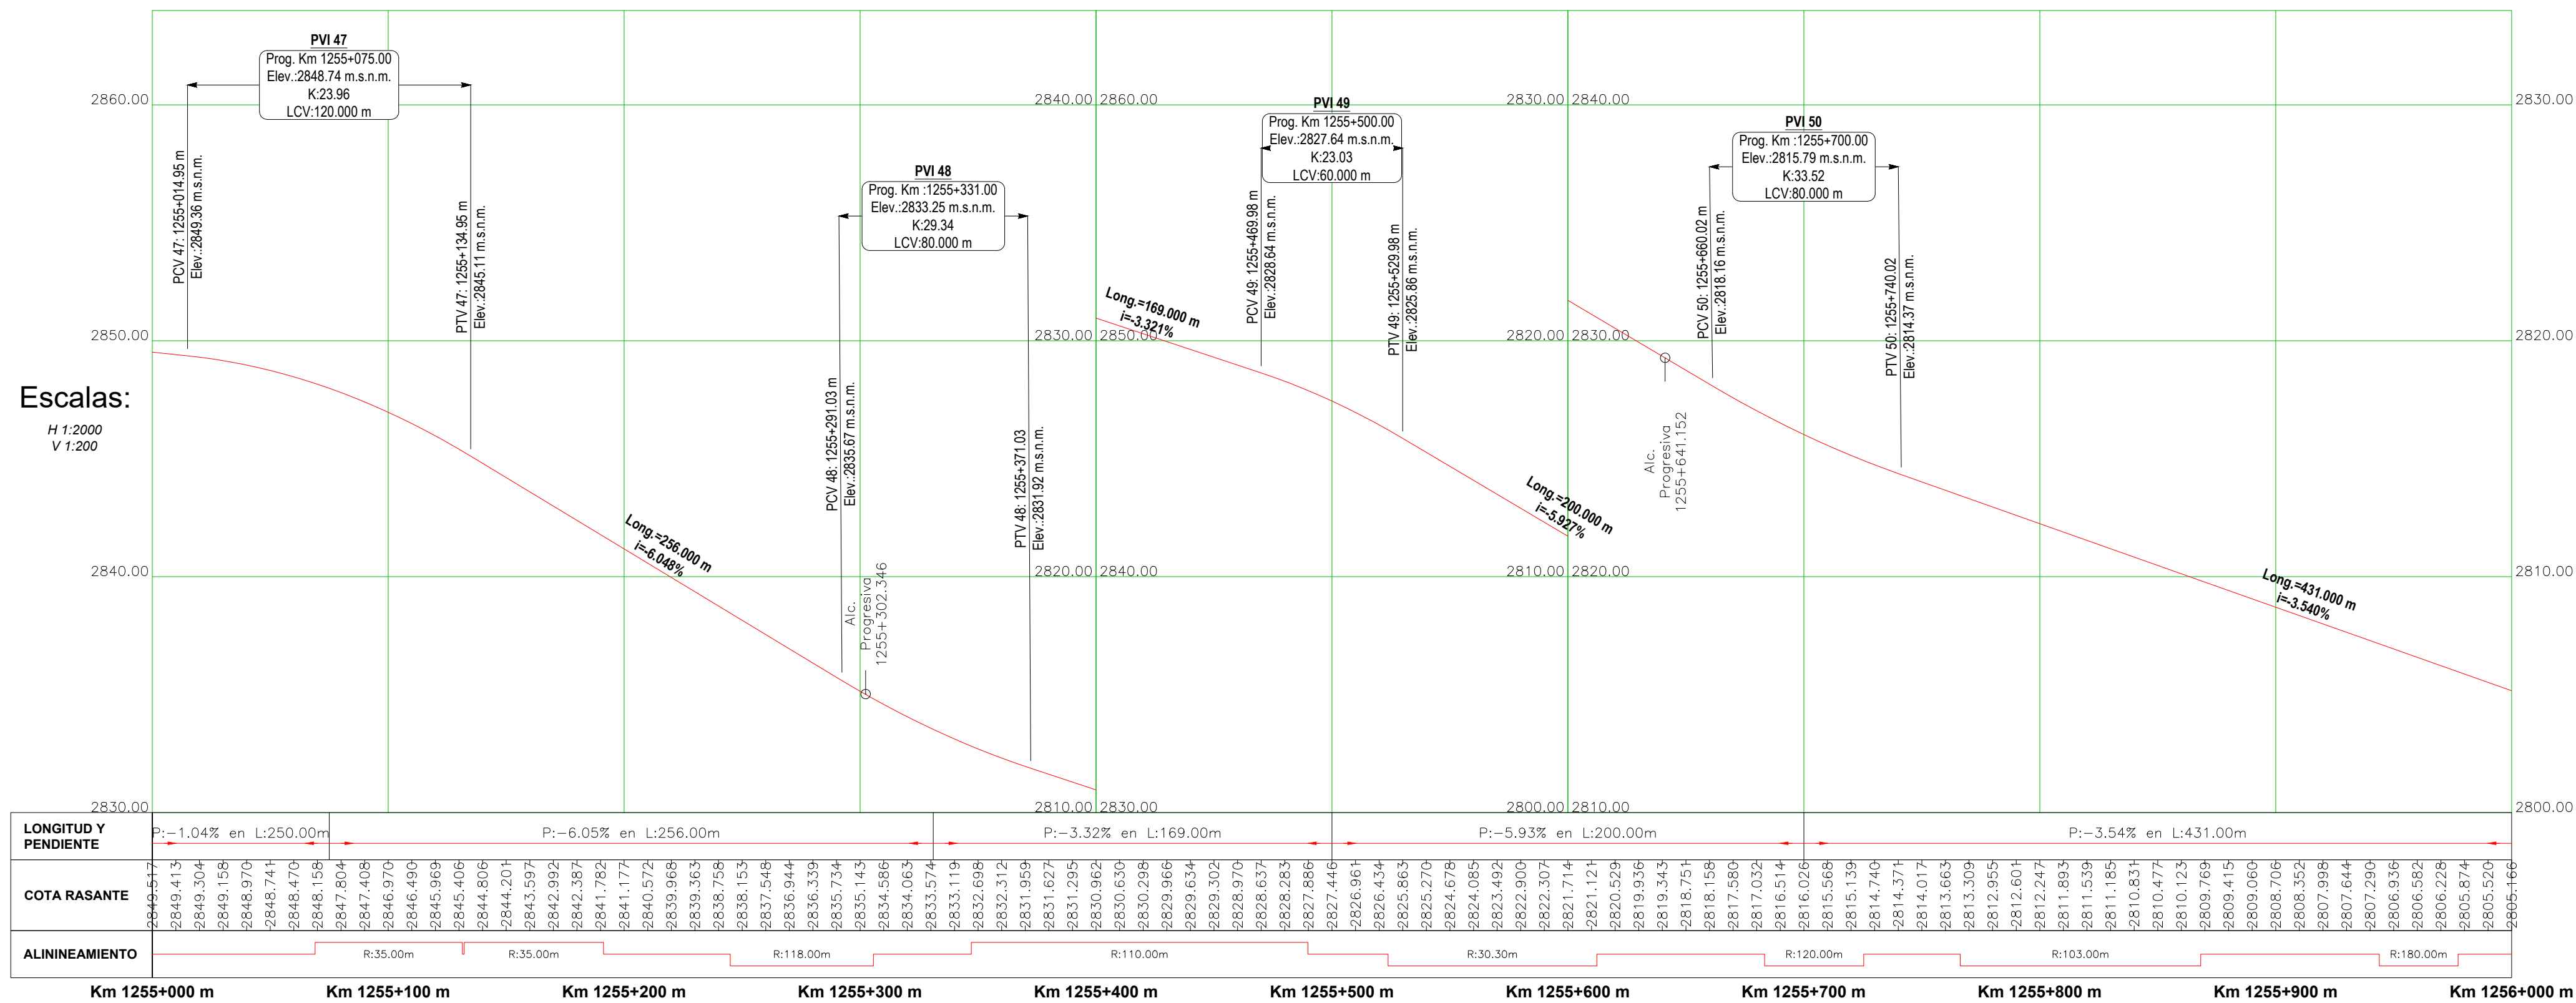 PVI 47
Prog. Km 1255+075.00
Elev.:2848.74 m.s.n.m.
K:23.96
LCV:120.000 m
PCV 47: 1255+014.95 m
Elev.:2849.36 m.s.n.m.
PTV 47: 1255+134.95 m
Elev.:2845.11 m.s.n.m.
PVI 48
Prog. Km :1255+331.00
Elev.:2833.25 m.s.n.m.
K:29.34
LCV:80.000 m
PCV 48: 1255+291.03 m
Elev.:2835.67 m.s.n.m.
PTV 48: 1255+371.03
Elev.:2831.92 m.s.n.m.
PVI 49
Prog. Km 1255+500.00
Elev.:2827.64 m.s.n.m.
K:23.03
LCV:60.000 m
PCV 49: 1255+469.98 m
Elev.:2828.64 m.s.n.m.
PTV 49: 1255+529.98 m
Elev.:2825.86 m.s.n.m.
PVI 50
Prog. Km :1255+700.00
Elev.:2815.79 m.s.n.m.
K:33.52
LCV:80.000 m
PCV 50: 1255+660.02 m
Elev.:2818.16 m.s.n.m.
PTV 50: 1255+740.02
Elev.:2814.37 m.s.n.m.
2860.00 2840.00 2860.00 2830.00 2840.00 2830.00
2850.00 2830.00 2850.00 2820.00 2830.00 2820.00
2840.00 2820.00 2840.00 2810.00 2820.00 2810.00
2830.00 2810.00 2830.00 2800.00 2810.00 2800.00
Escalas:
H 1:2000
V 1:200
Long.=256.000 m
i=-6.048%
Alc.
Progresiva
1255+302.346
Long.=169.000 m
i=-3.321%
Long.=200.000 m
i=-5.927%
Alc.
Progresiva
1255+641.152
Long.=431.000 m
i=-3.540%
LONGITUD Y
PENDIENTE
P:-1.04% en L:250.00m
P:-6.05% en L:256.00m
P:-3.32% en L:169.00m
P:-5.93% en L:200.00m
P:-3.54% en L:431.00m
COTA RASANTE
2849.517
2849.413
2849.304
2849.158
2848.970
2848.741
2848.470
2848.158
2847.804
2847.408
2846.970
2846.490
2845.969
2845.406
2844.806
2844.201
2843.597
2842.992
2842.387
2841.782
2841.177
2840.572
2839.968
2839.363
2838.758
2838.153
2837.548
2836.944
2836.339
2835.734
2835.143
2834.586
2834.063
2833.574
2833.119
2832.698
2832.312
2831.959
2831.627
2831.295
2830.962
2830.630
2830.298
2829.966
2829.634
2829.302
2828.970
2828.637
2828.283
2827.886
2827.446
2826.961
2826.434
2825.863
2825.270
2824.678
2824.085
2823.492
2822.900
2822.307
2821.714
2821.121
2820.529
2819.936
2819.343
2818.751
2818.158
2817.580
2817.032
2816.514
2816.026
2815.568
2815.139
2814.740
2814.371
2814.017
2813.663
2813.309
2812.955
2812.601
2812.247
2811.893
2811.539
2811.185
2810.831
2810.477
2810.123
2809.769
2809.415
2809.060
2808.706
2808.352
2807.998
2807.644
2807.290
2806.936
2806.582
2806.228
2805.874
2805.520
2805.166
ALININEAMIENTO
R:35.00m
R:35.00m
R:118.00m
R:110.00m
R:30.30m
R:120.00m
R:103.00m
R:180.00m
Km 1255+000 m
Km 1255+100 m
Km 1255+200 m
Km 1255+300 m
Km 1255+400 m
Km 1255+500 m
Km 1255+600 m
Km 1255+700 m
Km 1255+800 m
Km 1255+900 m
Km 1256+000 m